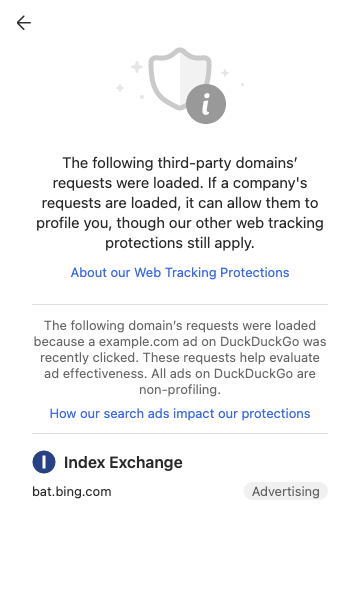 The following third-party domains'
requests were loaded. If a company's
requests are loaded, it can allow them to
profile you, though our other web tracking
protections still apply.
About our Web Tracking Protections
The following domain's requests were loaded
because a example.com ad on DuckDuckGo was
recently clicked. These requests help evaluate
ad effectiveness. All ads on DuckDuckGo are
non-profiling.
How our search ads impact our protections
I Index Exchange
bat.bing.com Advertising